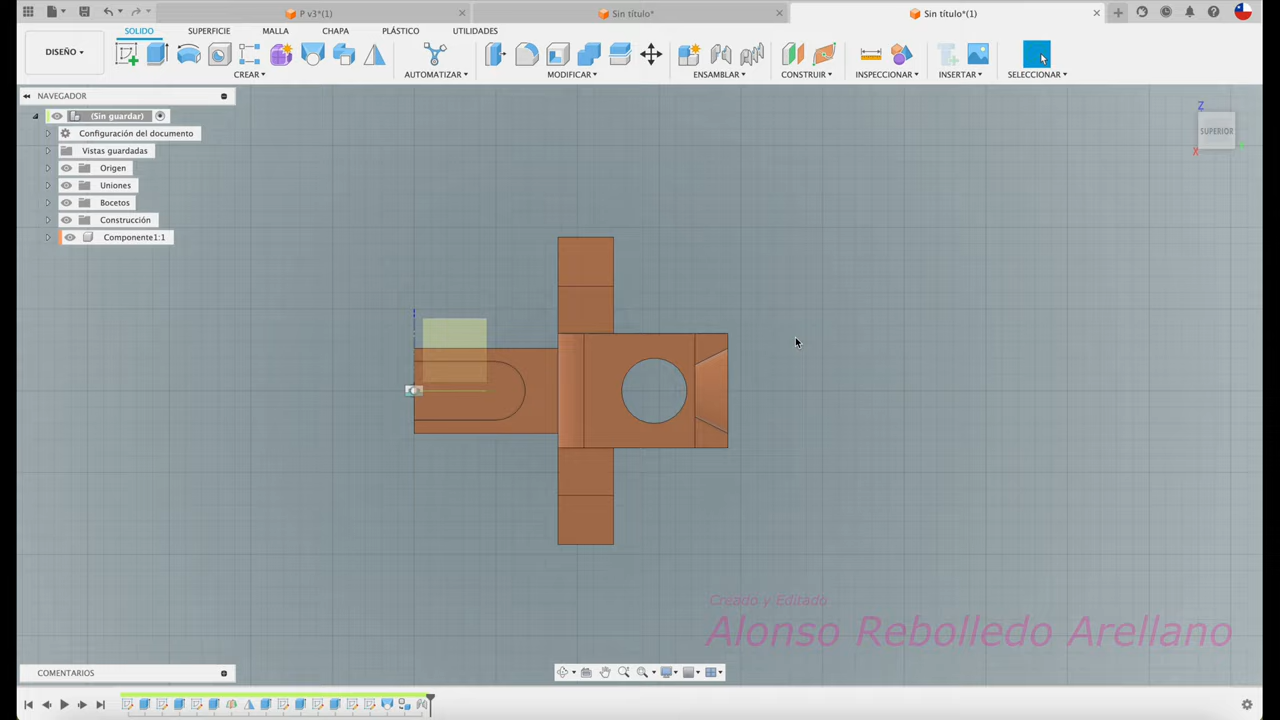 P v3*(1)
Sin título*
Sin título*(1)
DISEÑO
SÓLIDO
SUPERFICIE
MALLA
CHAPA
PLÁSTICO
UTILIDADES
CREAR
AUTOMATIZAR
MODIFICAR
ENSAMBLAR
CONSTRUIR
INSPECCIONAR
INSERTAR
SELECCIONAR
NAVEGADOR
(Sin guardar)
Configuración del documento
Vistas guardadas
Origen
Uniones
Bocetos
Construcción
Componente1:1
Z
SUPERIOR
X
Creado y Editado
Alonso Rebolledo Arellano
COMENTARIOS